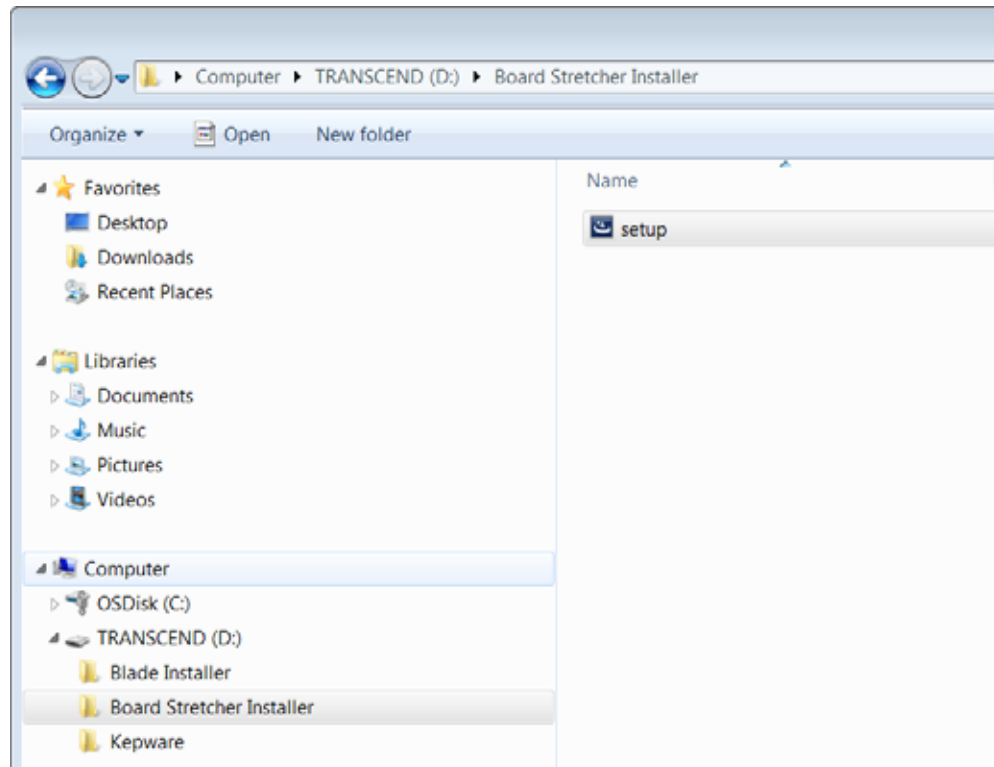 Computer TRANSCEND (D:) Board Stretcher Installer
Organize Open New folder
Favorites
Desktop
Downloads
Recent Places
Libraries
Documents
Music
Pictures
Videos
Computer
OSDisk (C:)
TRANSCEND (D:)
Blade Installer
Board Stretcher Installer
Kepware
Name
setup